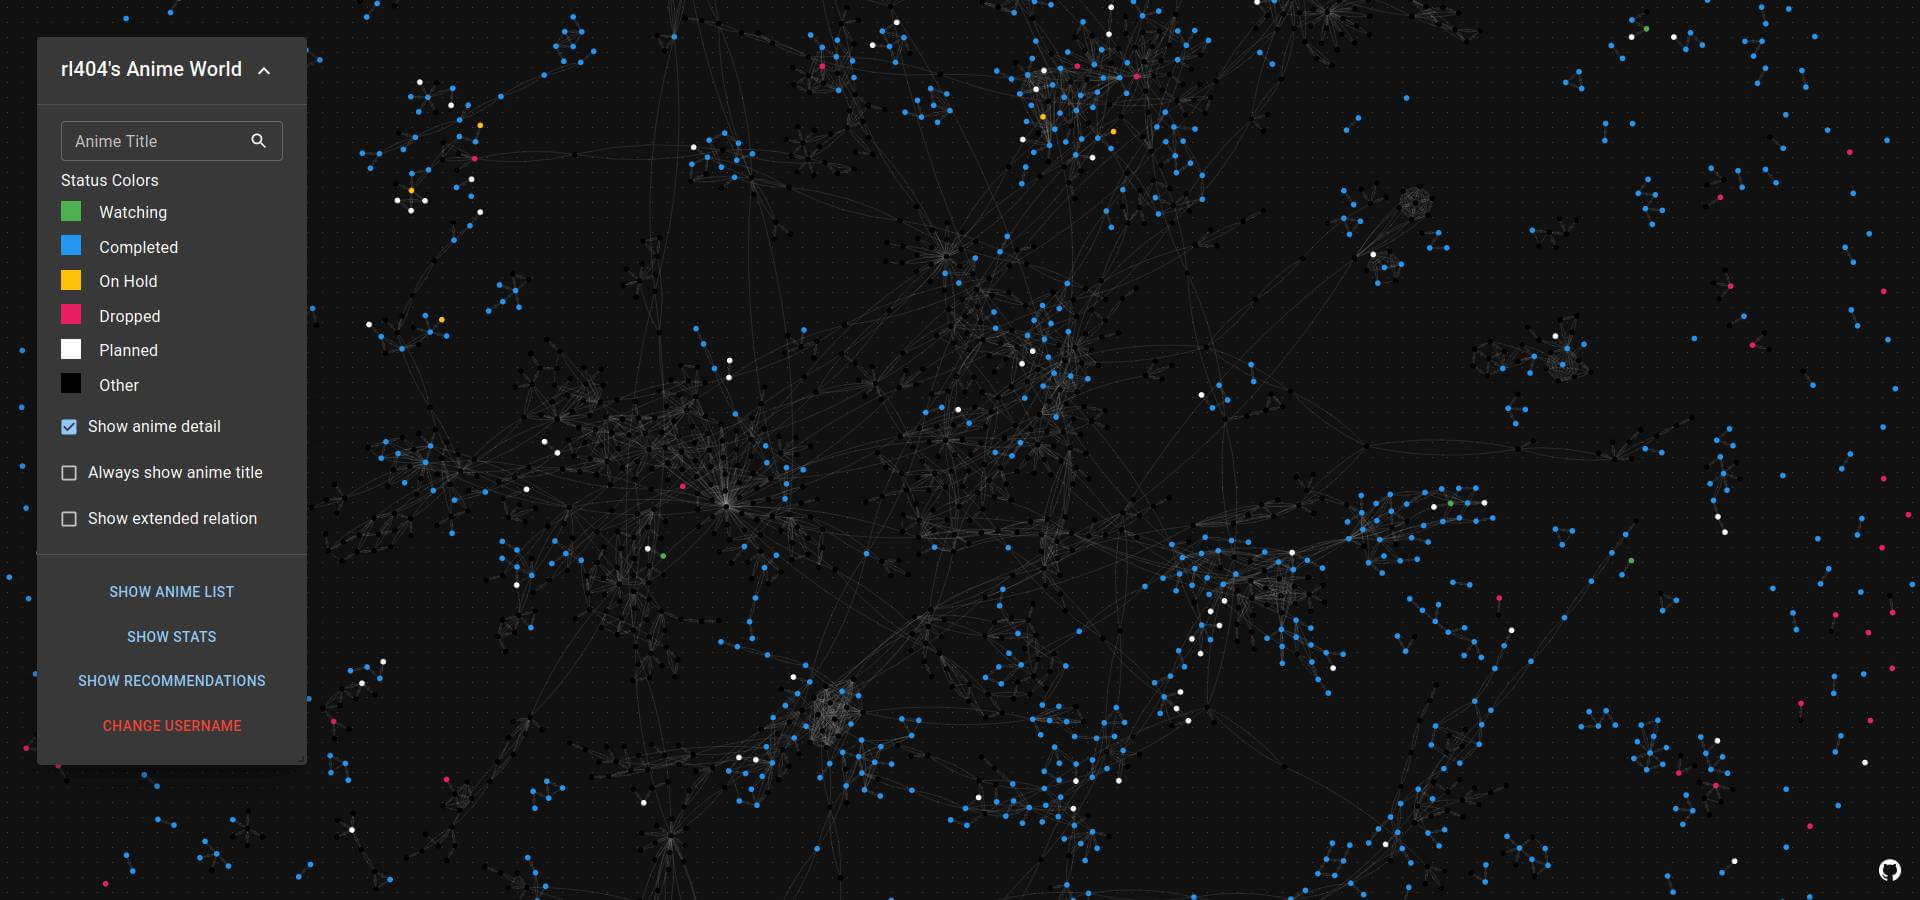 rl404's Anime World
Anime Title
Status Colors
Watching
Completed
On Hold
Dropped
Planned
Other
Show anime detail
Always show anime title
Show extended relation
SHOW ANIME LIST
SHOW STATS
SHOW RECOMMENDATIONS
CHANGE USERNAME